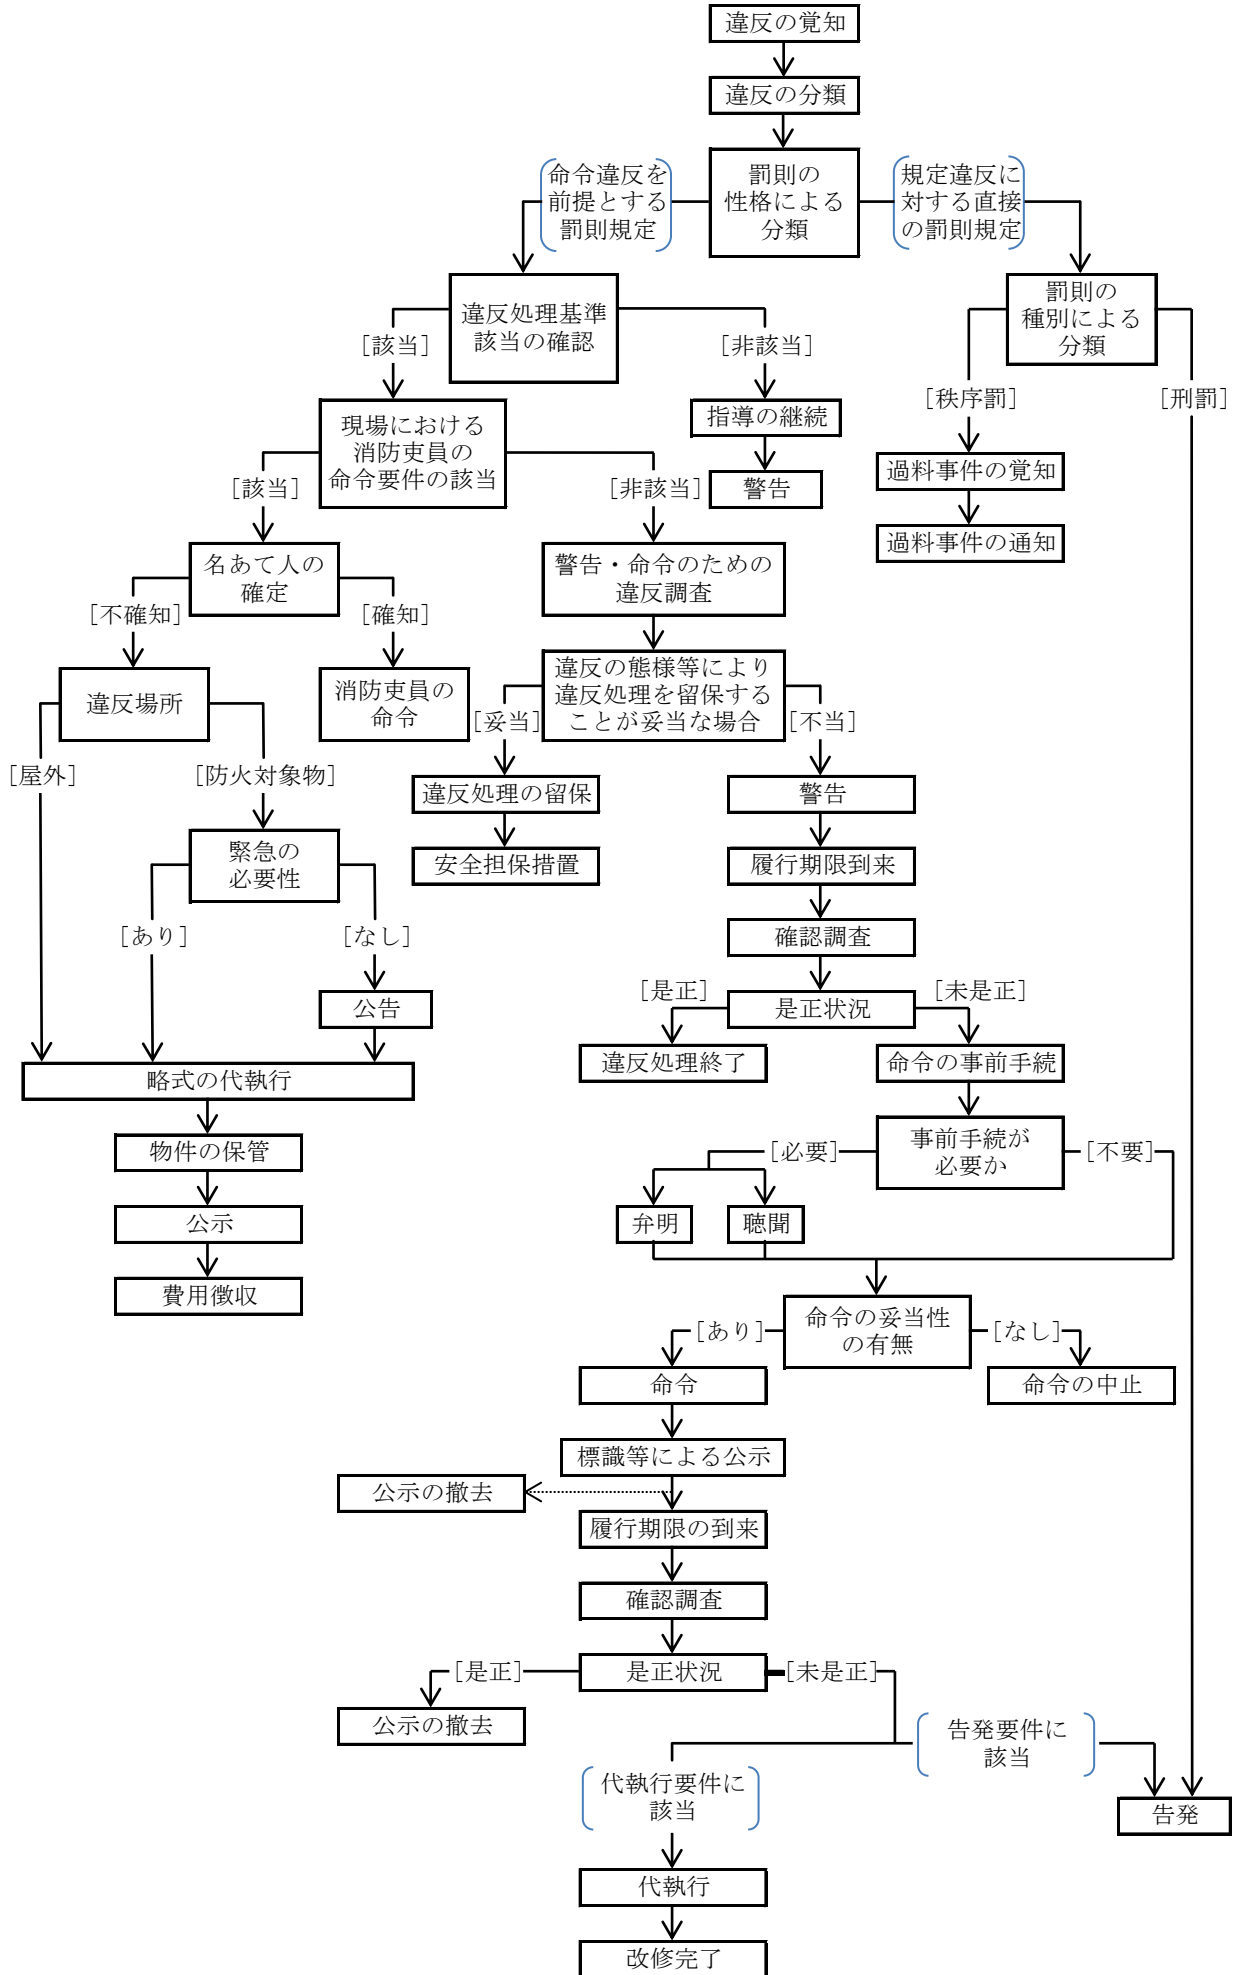 違反の覚知
違反の分類
命令違反を
前提とする
罰則規定
罰則の
性格による
分類
規定違反に
対する直接
の罰則規定
違反処理基準
該当の確認
罰則の
種別による
分類
[該当]
[非該当]
[秩序罰]
[刑罰]
現場における
消防吏員の
命令要件の該当
指導の継続
警告
過料事件の覚知
過料事件の通知
[該当]
[非該当]
名あて人の
確定
警告・命令のための
違反調査
[不確知]
[確知]
違反場所
消防吏員の
命令
違反の態様等により
違反処理を留保する
ことが妥当な場合
[妥当]
[不当]
[屋外]
[防火対象物]
違反処理の留保
警告
緊急の
必要性
安全担保措置
履行期限到来
[あり]
[なし]
確認調査
公告
[是正]
是正状況
[未是正]
略式の代執行
違反処理終了
命令の事前手続
物件の保管
[必要]
事前手続が
必要か
[不要]
公示
弁明
聴聞
費用徴収
[あり]
命令の妥当性
の有無
[なし]
命令
命令の中止
標識等による公示
公示の撤去
履行期限の到来
確認調査
[是正]
是正状況
[未是正]
公示の撤去
告発要件に
該当
代執行要件に
該当
告発
代執行
改修完了